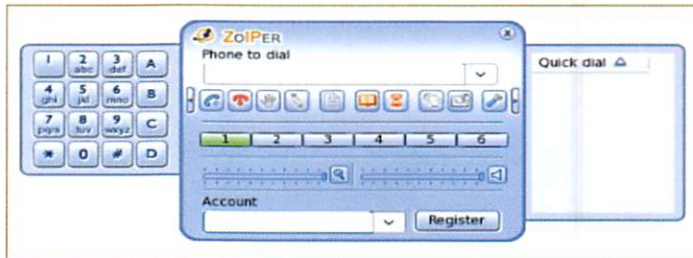 ZOIPER
Phone to dial
1 2 abc 3 def A
4 ghi 5 jkl 6 mno B
7 pqrs 8 tuv 9 wxyz C
* 0 # D
1 2 3 4 5 6
Account
Register
Quick dial